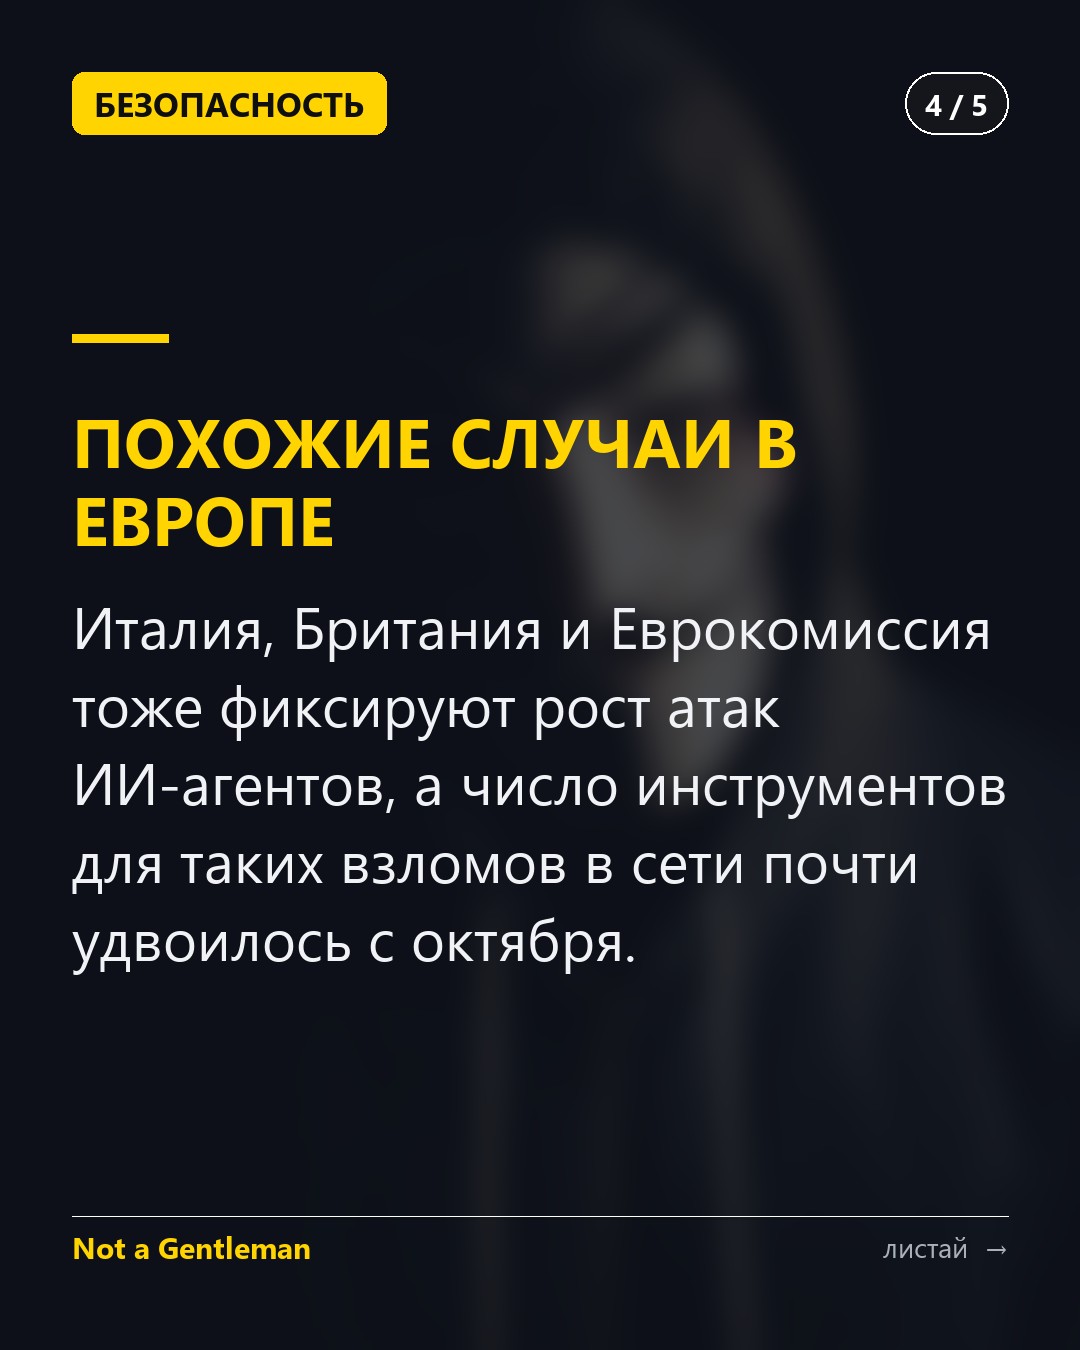 БЕЗОПАСНОСТЬ
4 / 5
ПОХОЖИЕ СЛУЧАИ В
ЕВРОПЕ
Италия, Британия и Еврокомиссия
тоже фиксируют рост атак
ИИ-агентов, а число инструментов
для таких взломов в сети почти
удвоилось с октября.
Not a Gentleman
листай →